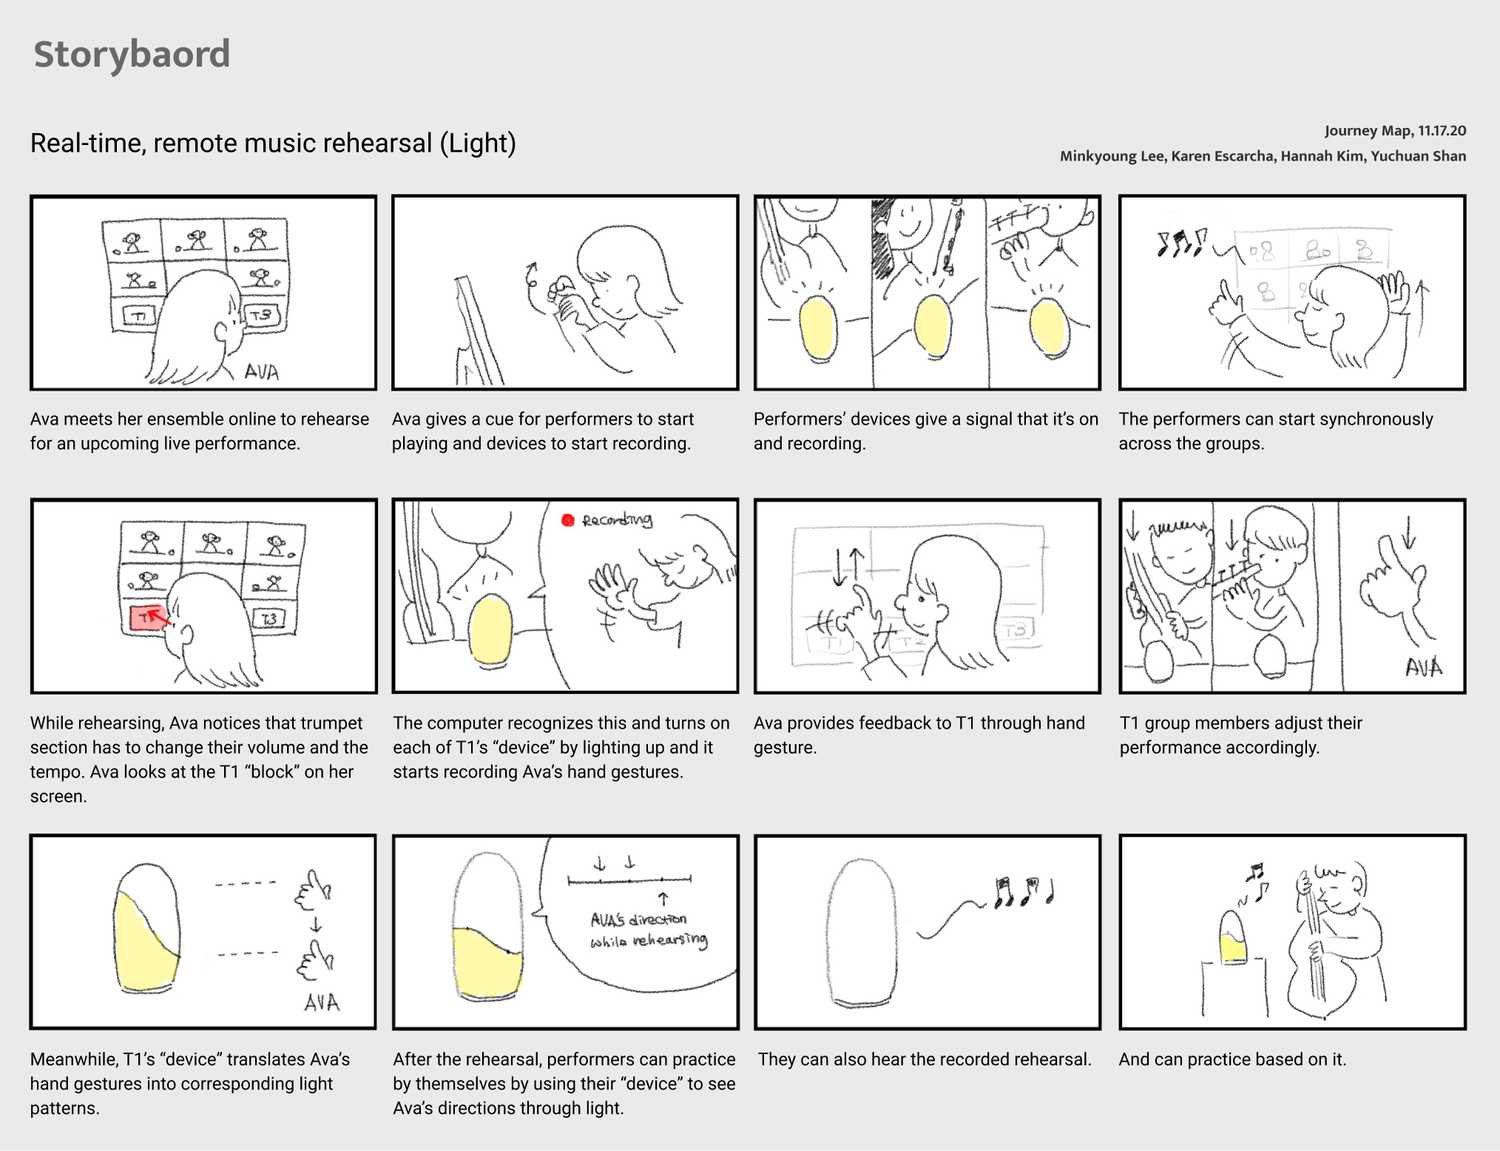 Storybaord
Real-time, remote music rehearsal (Light)
Journey Map, 11.17.20
Minkyoung Lee, Karen Escarcha, Hannah Kim, Yuchuan Shan
T1
T3
AVA
Ava meets her ensemble online to rehearse
for an upcoming live performance.
Ava gives a cue for performers to start
playing and devices to start recording.
Performers’ devices give a signal that it’s on
and recording.
The performers can start synchronously
across the groups.
T1
T3
While rehearsing, Ava notices that trumpet
section has to change their volume and the
tempo. Ava looks at the T1 “block” on her
screen.
Recording
The computer recognizes this and turns on
each of T1’s “device” by lighting up and it
starts recording Ava’s hand gestures.
T1
T2
T3
Ava provides feedback to T1 through hand
gesture.
AVA
T1 group members adjust their
performance accordingly.
AVA
Meanwhile, T1’s “device” translates Ava’s
hand gestures into corresponding light
patterns.
AVA's direction
while rehearsing
After the rehearsal, performers can practice
by themselves by using their “device” to see
Ava’s directions through light.
They can also hear the recorded rehearsal.
And can practice based on it.